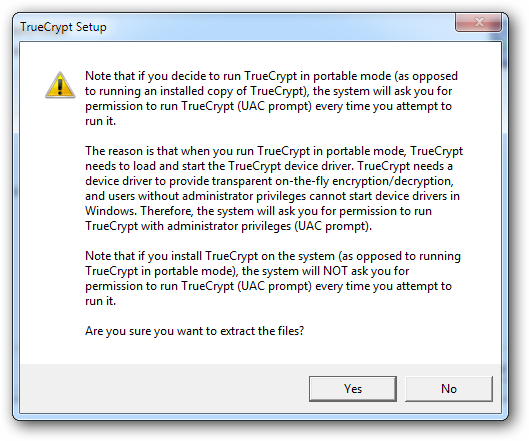 TrueCrypt Setup
Note that if you decide to run TrueCrypt in portable mode (as opposed
to running an installed copy of TrueCrypt), the system will ask you for
permission to run TrueCrypt (UAC prompt) every time you attempt to
run it.
The reason is that when you run TrueCrypt in portable mode, TrueCrypt
needs to load and start the TrueCrypt device driver. TrueCrypt needs a
device driver to provide transparent on-the-fly encryption/decryption,
and users without administrator privileges cannot start device drivers in
Windows. Therefore, the system will ask you for permission to run
TrueCrypt with administrator privileges (UAC prompt).
Note that if you install TrueCrypt on the system (as opposed to running
TrueCrypt in portable mode), the system will NOT ask you for
permission to run TrueCrypt (UAC prompt) every time you attempt to
run it.
Are you sure you want to extract the files?
Yes
No